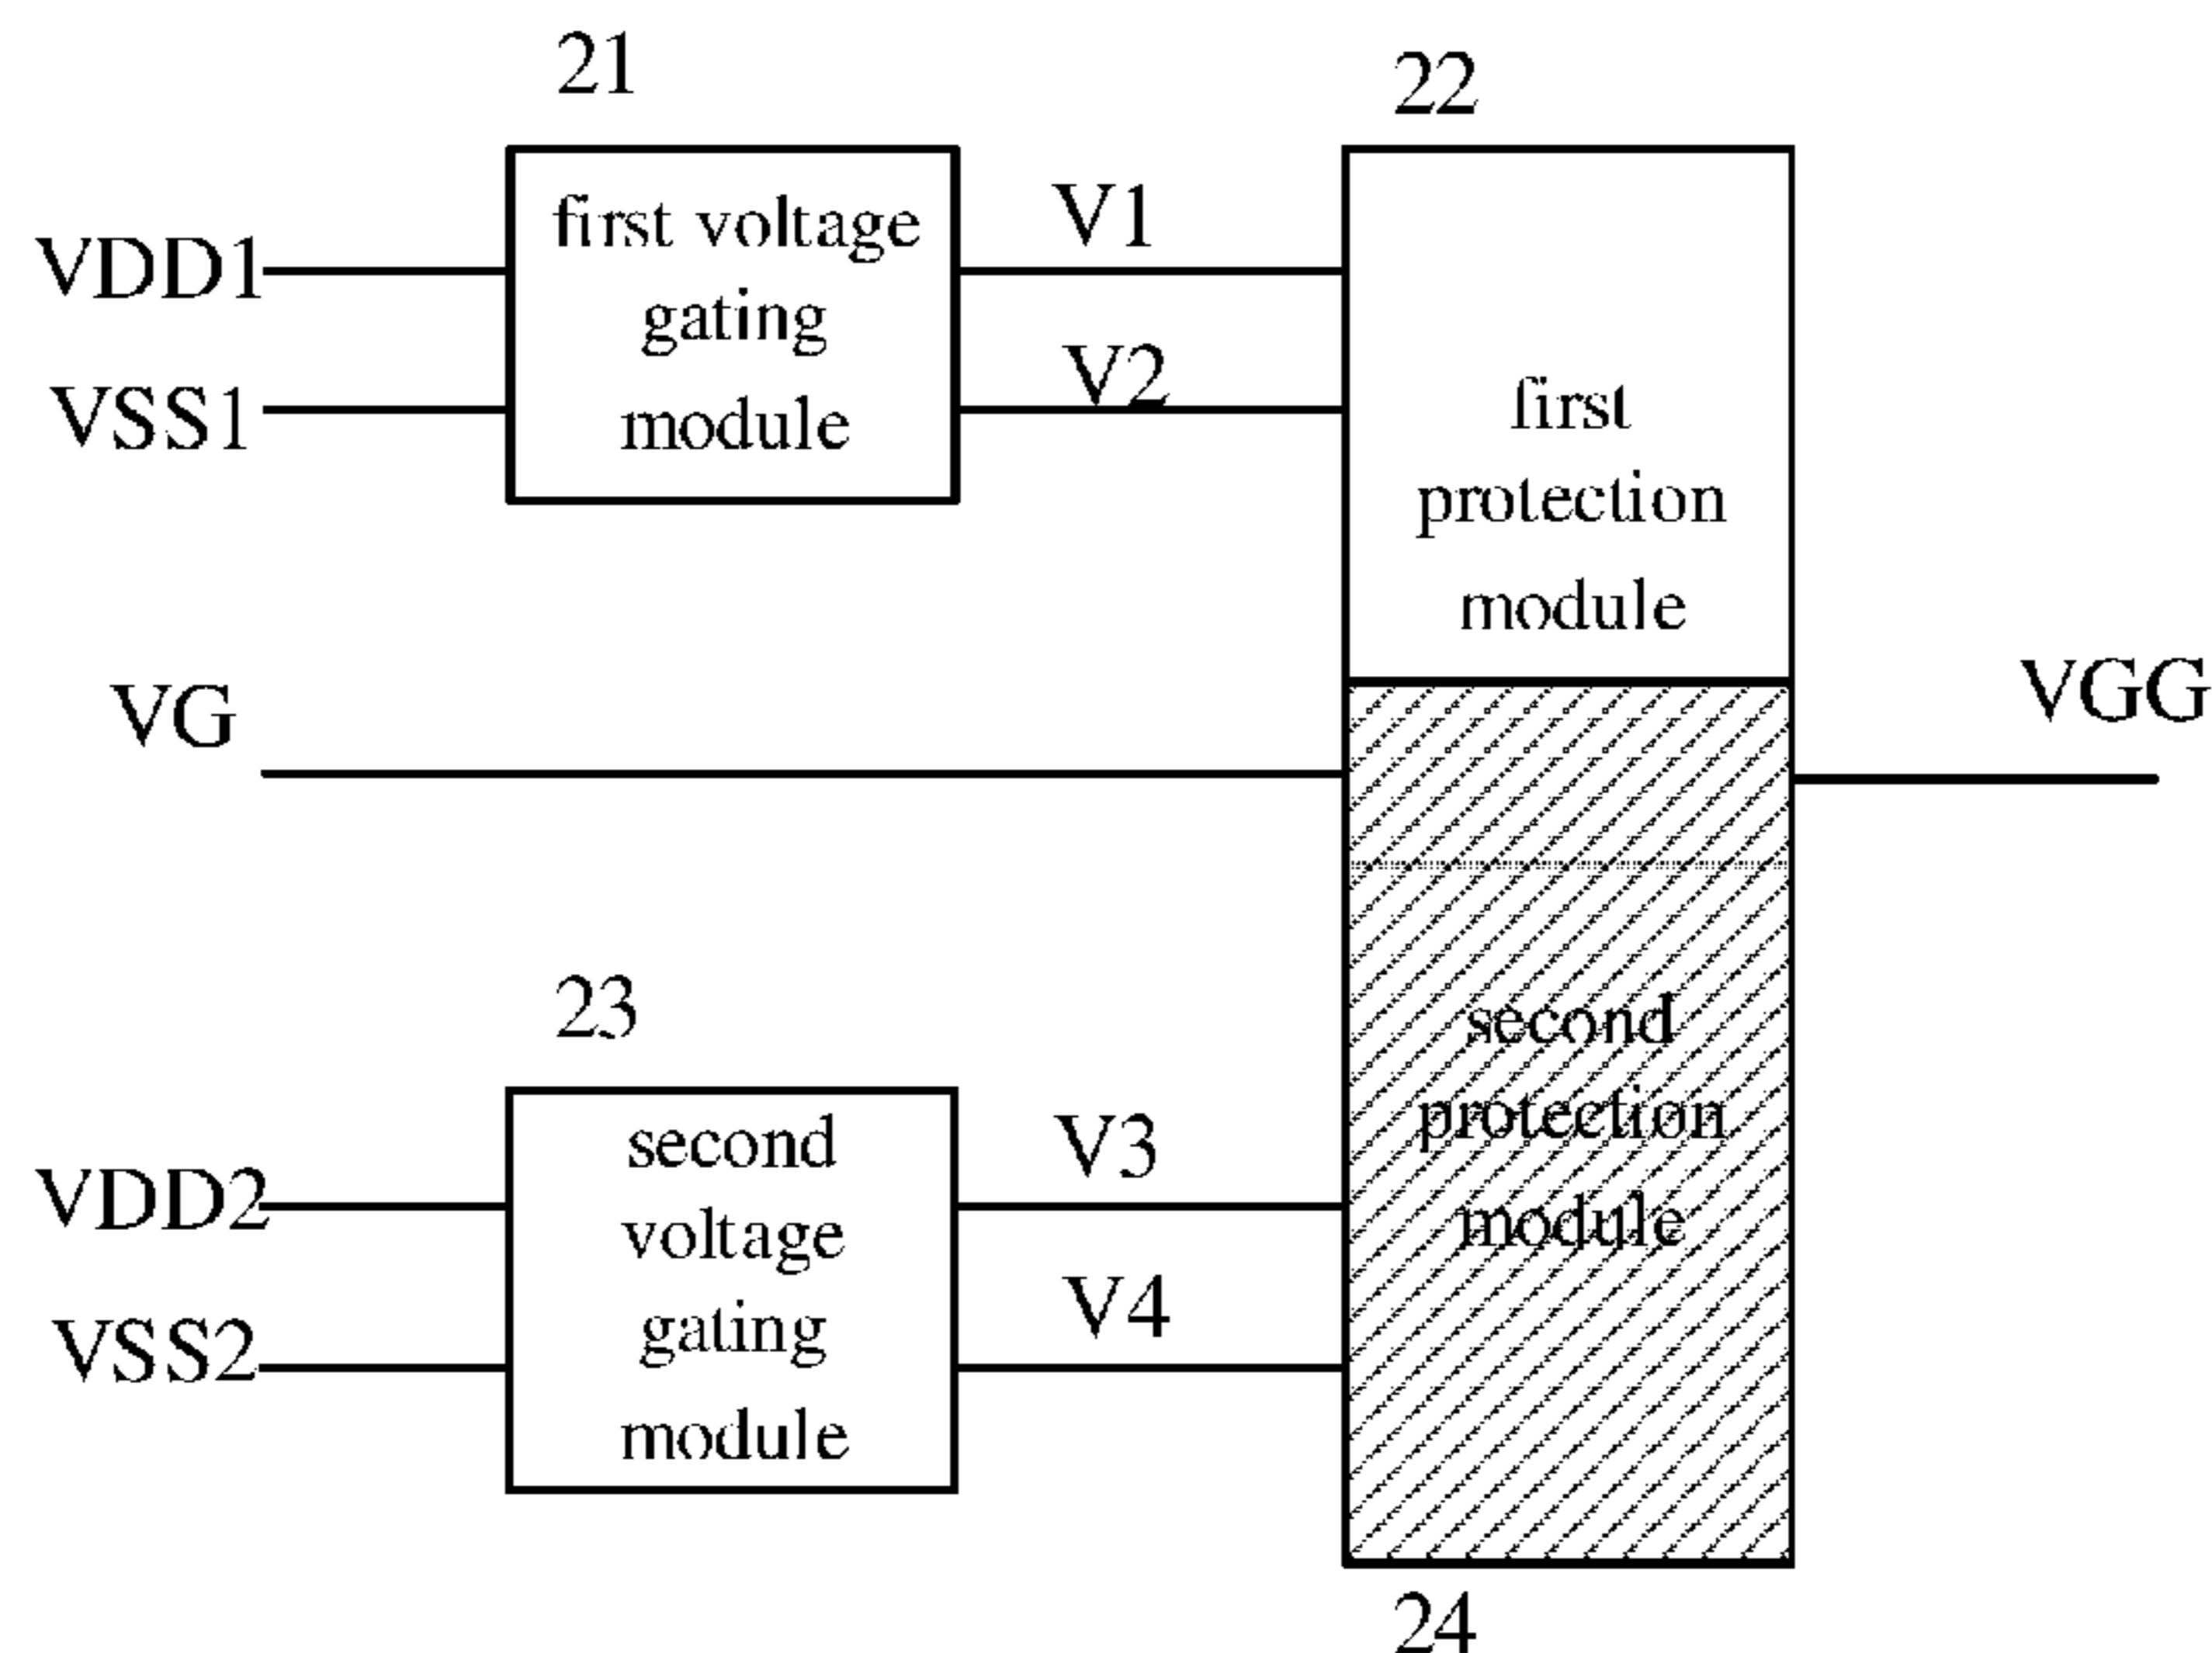 21
22
first voltage
gating
module
VDD1
VSS1
V1
V2
first
protection
module
VG
VGG
23
second
voltage
gating
module
VDD2
VSS2
V3
V4
second
protection
module
24